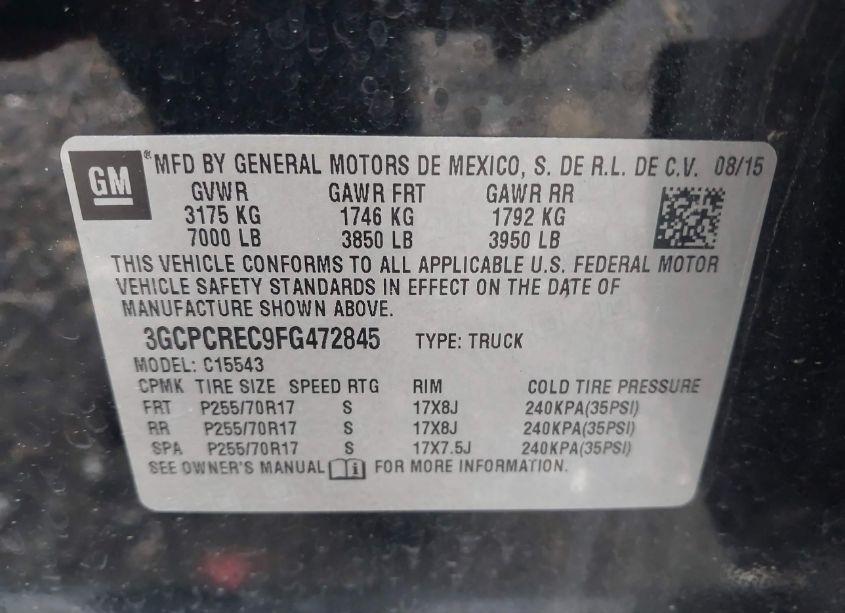 GM ® MFD BY GENERAL MOTORS DE MEXICO, S. DE R.L. DE C.V. 08/15
GVWR GAWR FRT GAWR RR
3175 KG 1746 KG 1792 KG
7000 LB 3850 LB 3950 LB
THIS VEHICLE CONFORMS TO ALL APPLICABLE U.S. FEDERAL MOTOR
VEHICLE SAFETY STANDARDS IN EFFECT ON THE DATE OF
MANUFACTURE SHOWN ABOVE.
3GCPCREC9FG472845 TYPE: TRUCK
MODEL: C15543
CPMK TIRE SIZE SPEED RTG RIM COLD TIRE PRESSURE
FRT P255/70R17 S 17X8J 240KPA(35PSI)
RR P255/70R17 S 17X8J 240KPA(35PSI)
SPA P255/70R17 S 17X7.5J 240KPA(35PSI)
SEE OWNER'S MANUAL i FOR MORE INFORMATION.